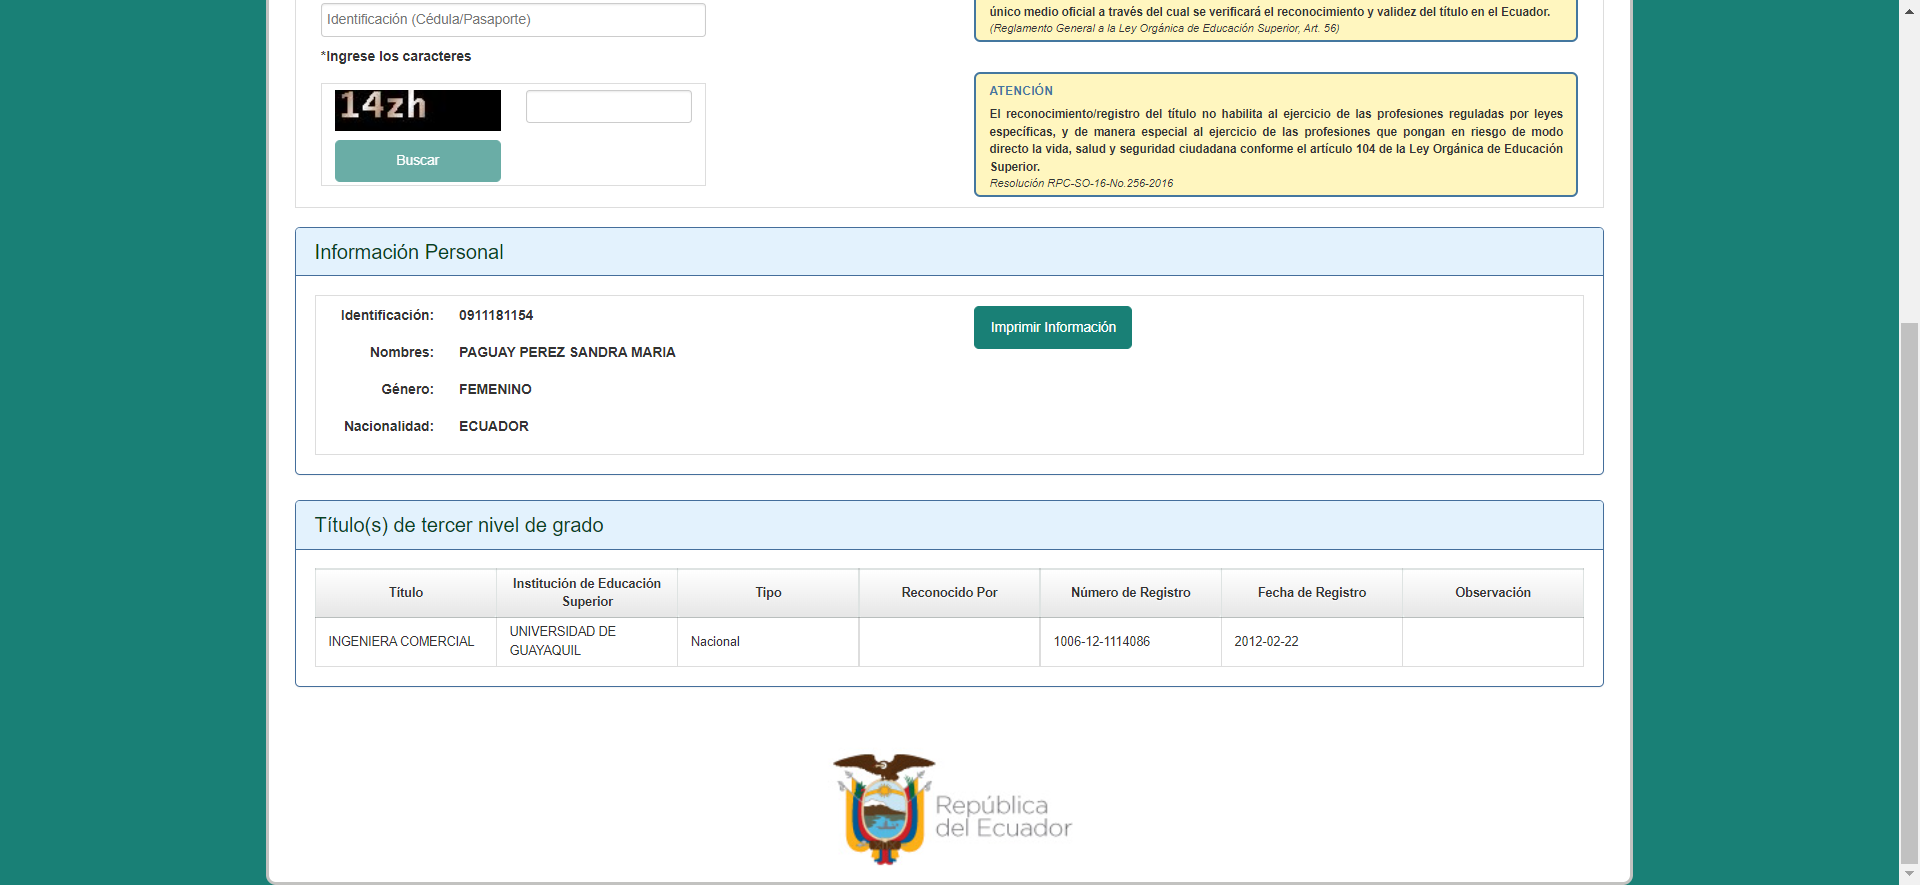 Identificación (Cédula/Pasaporte)
*Ingrese los caracteres
14zh
Buscar
único medio oficial a través del cual se verificará el reconocimiento y validez del título en el Ecuador.
(Reglamento General a la Ley Orgánica de Educación Superior, Art. 56)
ATENCIÓN
El reconocimiento/registro del título no habilita al ejercicio de las profesiones reguladas por leyes
específicas, y de manera especial al ejercicio de las profesiones que pongan en riesgo de modo
directo la vida, salud y seguridad ciudadana conforme el artículo 104 de la Ley Orgánica de Educación
Superior.
Resolución RPC-SO-16-No.256-2016
Información Personal
Identificación: 0911181154
Imprimir Información
Nombres: PAGUAY PEREZ SANDRA MARIA
Género: FEMENINO
Nacionalidad: ECUADOR
Título(s) de tercer nivel de grado
Título
Institución de Educación
Superior
Tipo
Reconocido Por
Número de Registro
Fecha de Registro
Observación
INGENIERA COMERCIAL
UNIVERSIDAD DE
GUAYAQUIL
Nacional
1006-12-1114086
2012-02-22
República
del Ecuador